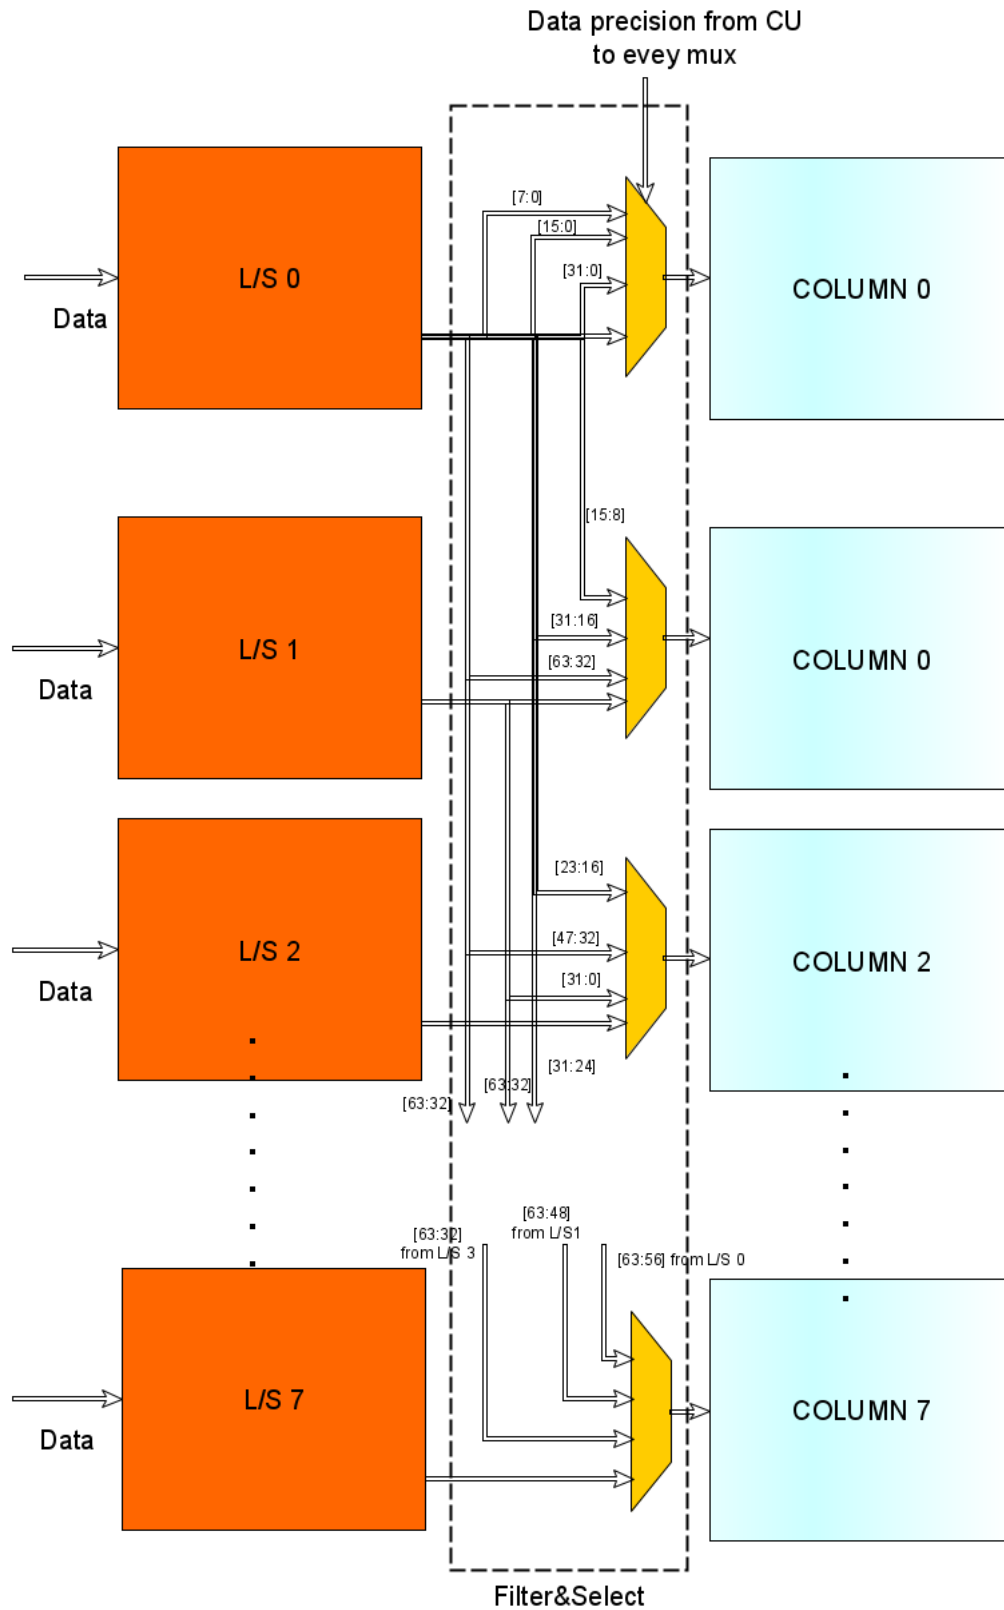 Data precision from CU
to evey mux
[7:0]
[15:0]
[31:0]
L/S 0
COLUMN 0
Data
[15:8]
[31:16]
[63:32]
L/S 1
COLUMN 0
Data
[23:16]
[47:32]
[31:0]
L/S 2
COLUMN 2
Data
[31:24]
[63:32]
[63:32]
[63:32]
from L/S 3
[63:48]
from L/S1
[63:56] from L/S 0
L/S 7
COLUMN 7
Data
Filter&Select